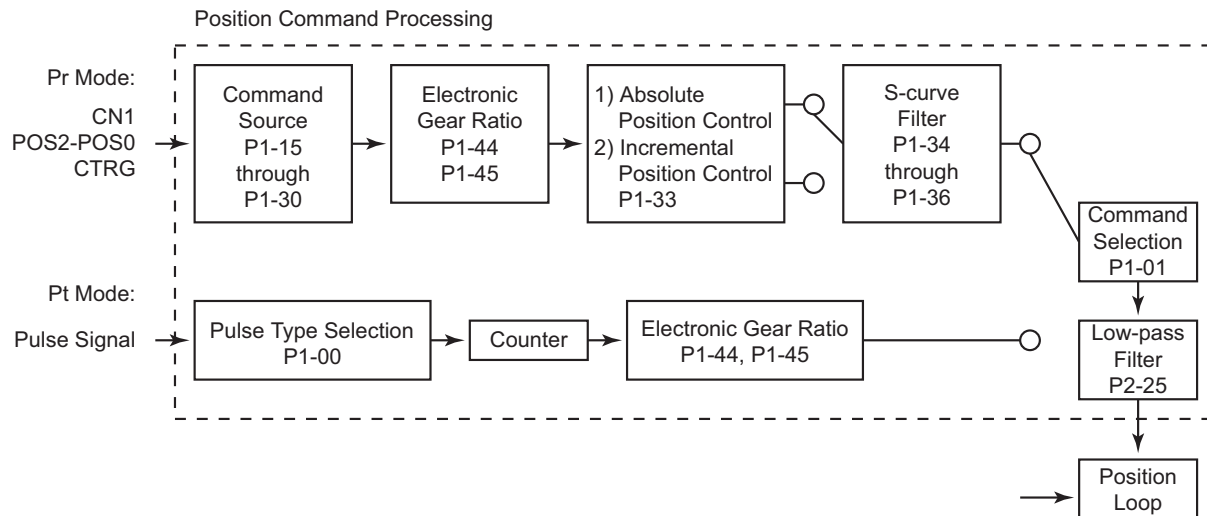 Position Command Processing
Pr Mode:
CN1
POS2-POS0
CTRG
Command
Source
P1-15
through
P1-30
Electronic
Gear Ratio
P1-44
P1-45
1) Absolute
Position Control
2) Incremental
Position Control
P1-33
S-curve
Filter
P1-34
through
P1-36
Command
Selection
P1-01
Pt Mode:
Pulse Signal
Pulse Type Selection
P1-00
Counter
Electronic Gear Ratio
P1-44, P1-45
Low-pass
Filter
P2-25
Position
Loop